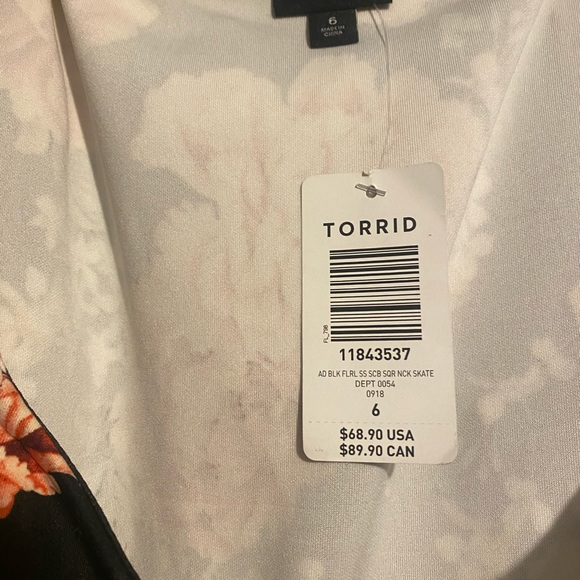 6
MADE IN
CHINA
TORRID
FL_798
11843537
AD BLK FLRL SS SCB SQR NCK SKATE
DEPT 0054
0918
6
$68.90 USA
$89.90 CAN